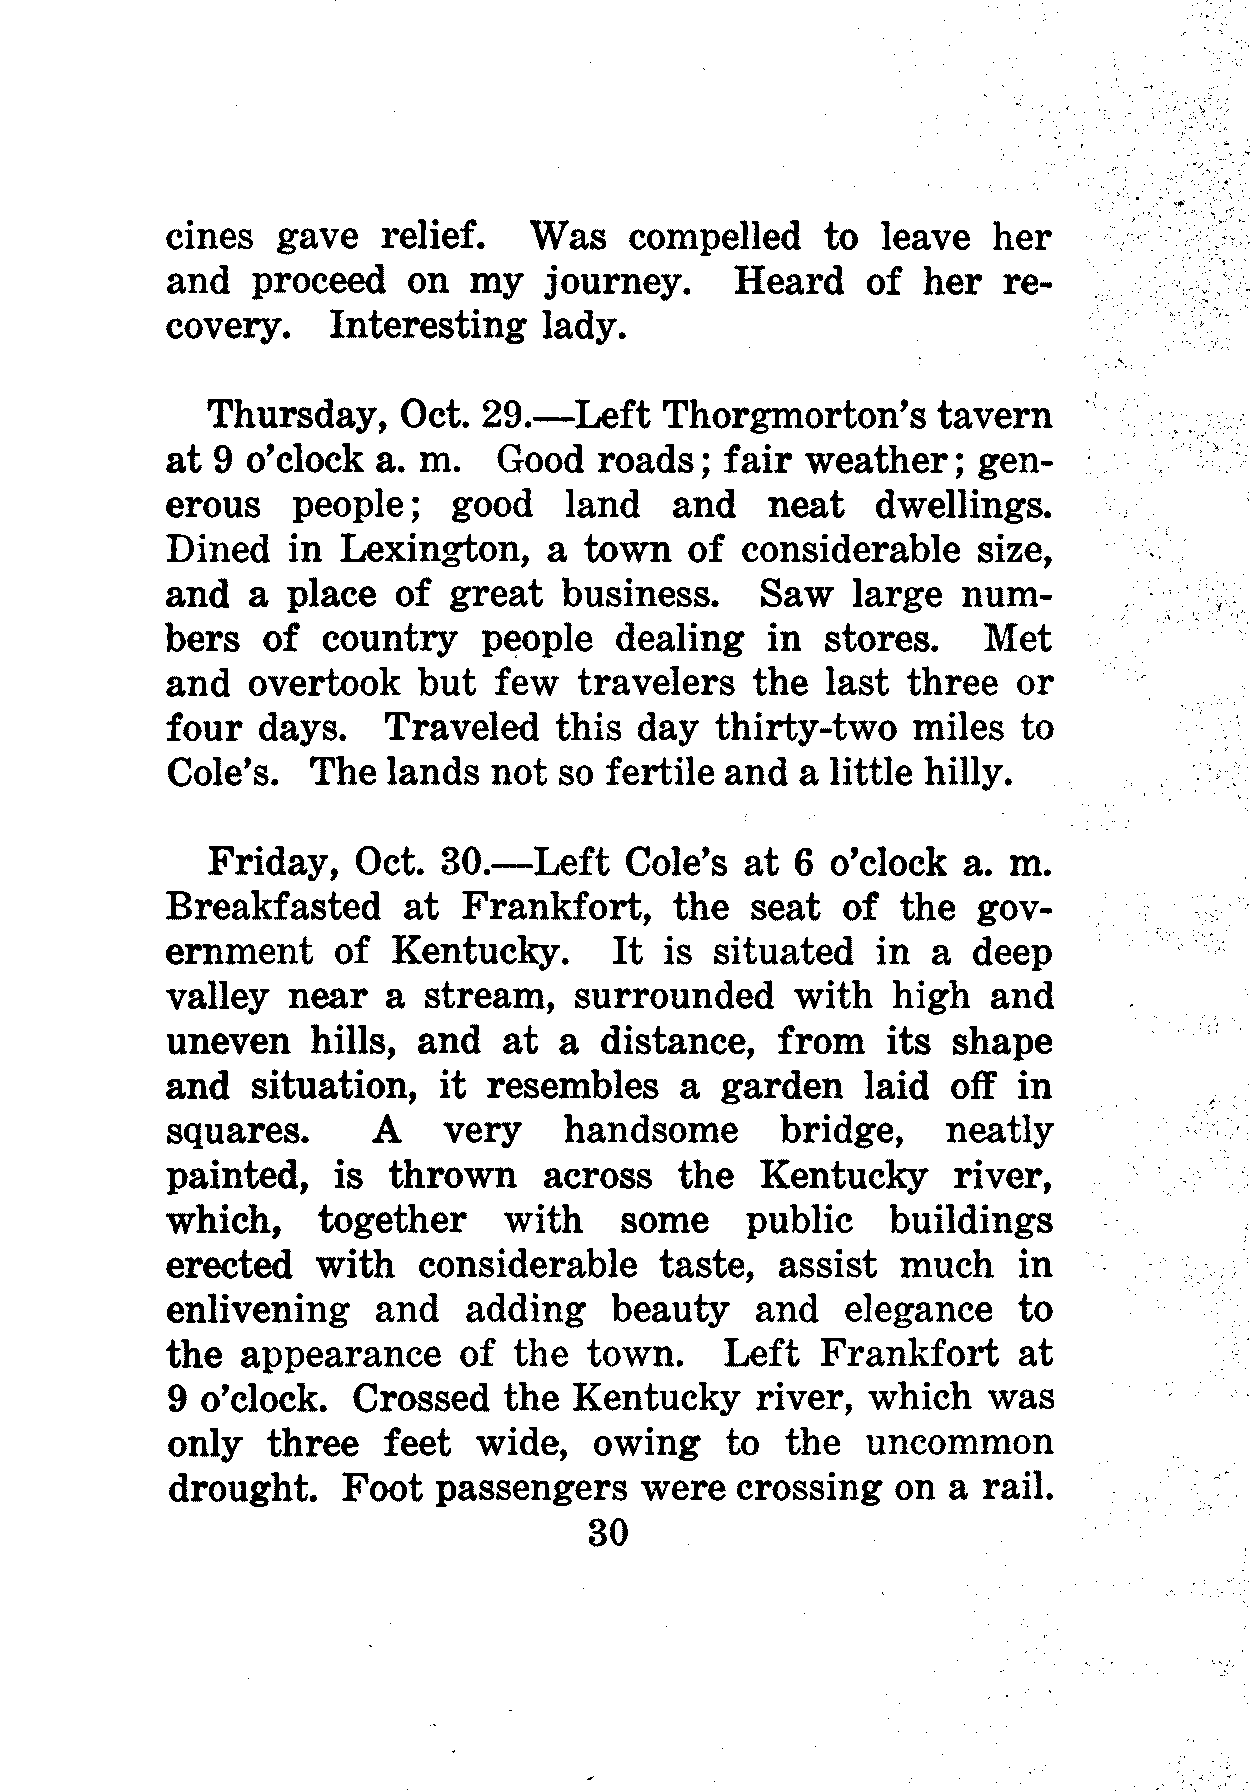 cines gave relief. Was compelled to leave her
and proceed on my journey. Heard of her re-
covery. Interesting lady.
Thursday, Oct. 29.—Left Thorgmorton's tavern
at 9 o'clock a. m. Good roads; fair weather; gen-
erous people; good land and neat dwellings.
Dined in Lexington, a town of considerable size,
and a place of great business. Saw large num-
bers of country people dealing in stores. Met
and overtook but few travelers the last three or
four days. Traveled this day thirty-two miles to
Cole's. The lands not so fertile and a little hilly.
Friday, Oct. 30.—Left Cole's at 6 o'clock a. m.
Breakfasted at Frankfort, the seat of the gov-
ernment of Kentucky. It is situated in a deep
valley near a stream, surrounded with high and
uneven hills, and at a distance, from its shape
and situation, it resembles a garden laid off in
squares. A very handsome bridge, neatly
painted, is thrown across the Kentucky river,
which, together with some public buildings
erected with considerable taste, assist much in
enlivening and adding beauty and elegance to
the appearance of the town. Left Frankfort at
9 o'clock. Crossed the Kentucky river, which was
only three feet wide, owing to the uncommon
drought. Foot passengers were crossing on a rail.
30